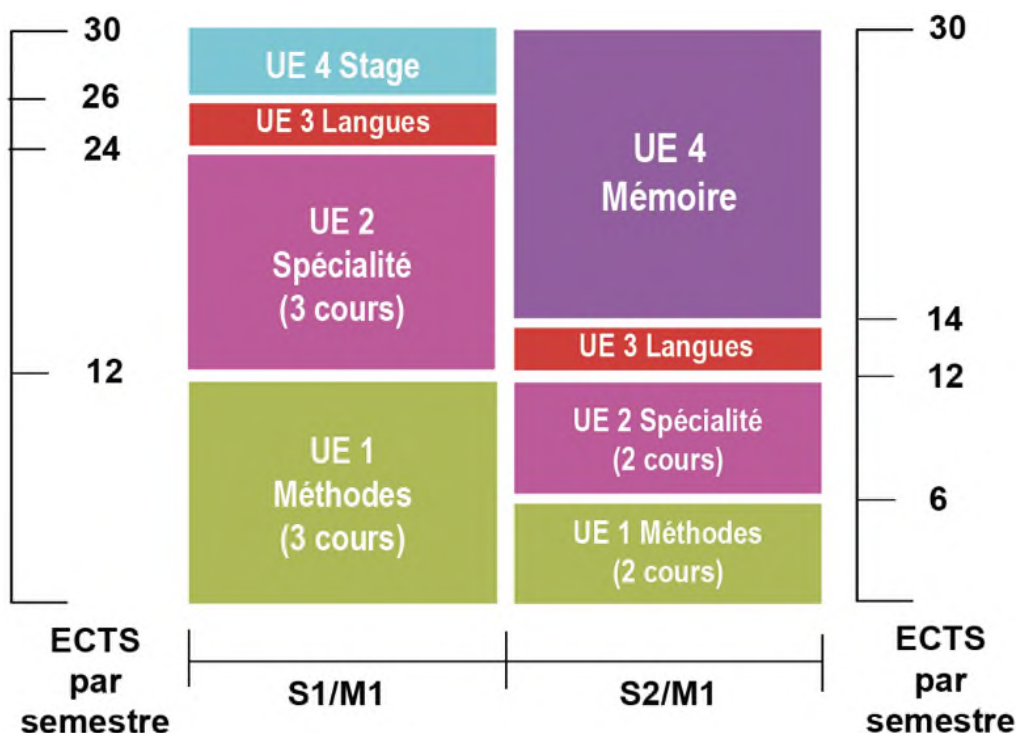 30
26
24
12
UE 4 Stage
UE 3 Langues
UE 2
Spécialité
(3 cours)
UE 1
Méthodes
(3 cours)
UE 4
Mémoire
UE 3 Langues
UE 2 Spécialité
(2 cours)
UE 1 Méthodes
(2 cours)
30
14
12
6
ECTS
par
semestre
S1/M1
S2/M1
ECTS
par
semestre